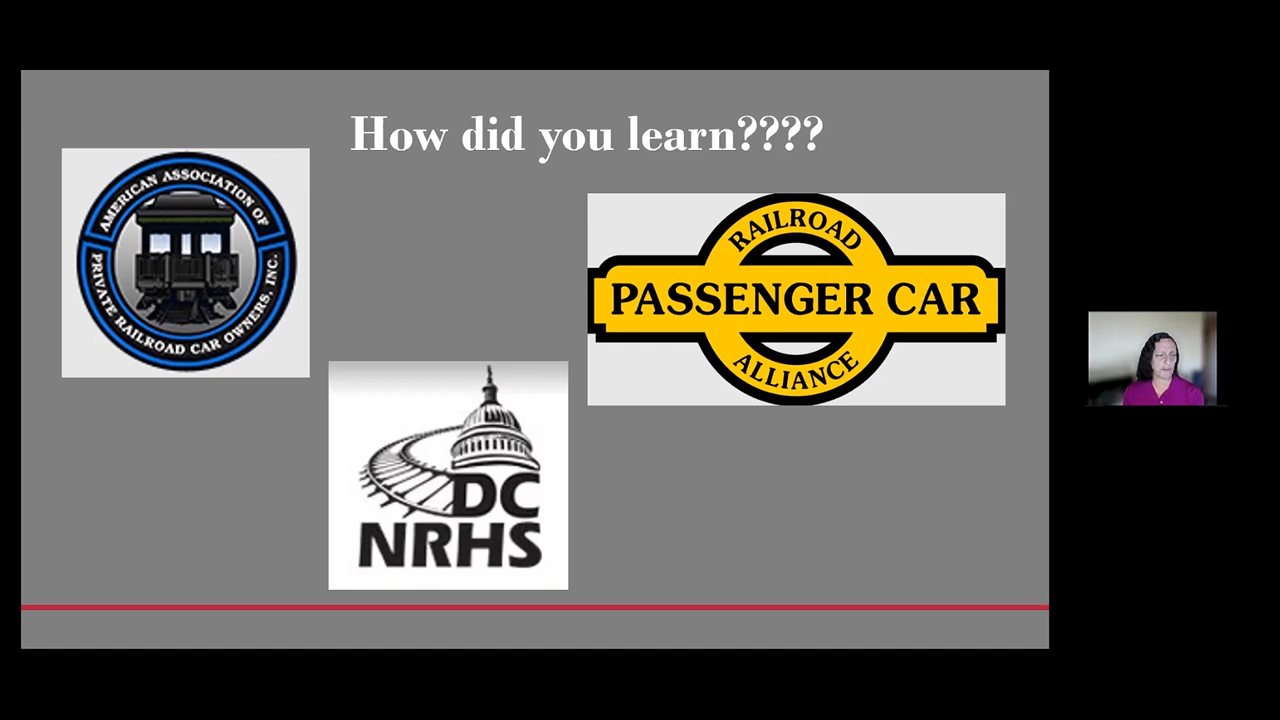 How did you learn????
AMERICAN ASSOCIATION OF
PRIVATE RAILROAD CAR OWNERS, INC.
RAILROAD
PASSENGER CAR
ALLIANCE
DC
NRHS